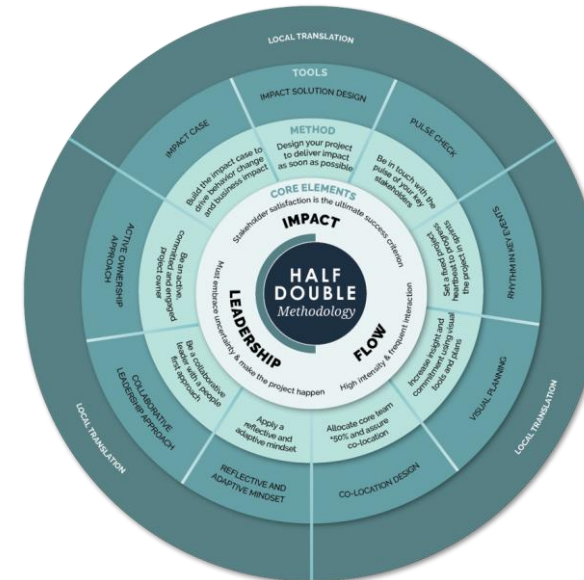 LOCAL TRANSLATION
TOOLS
IMPACT SOLUTION DESIGN
METHOD
Design your project
to deliver impact
as soon as possible
CORE ELEMENTS
Stakeholder satisfaction is the ultimate success criterion
IMPACT
HALF
DOUBLE
Methodology
PULSE CHECK
Be in touch with the
pulse of your key
stakeholders
RHYTHM IN KEY EVENTS
Set a fixed project
heartbeat to progress
the project in sprints
FLOW
High intensity & frequent interaction
VISUAL PLANNING
Increase insight and
commitment using visual
tools and plans
LOCAL TRANSLATION
CO-LOCATION DESIGN
Allocate core team
+50% and assure
co-location
REFLECTIVE AND
ADAPTIVE MINDSET
Apply a
reflective and
adaptive mindset
LEADERSHIP
Must embrace uncertainty & make the project happen
COLLABORATIVE
LEADERSHIP APPROACH
Be a collaborative
leader with a people
first approach
LOCAL TRANSLATION
ACTIVE OWNERSHIP
APPROACH
Be an active,
committed and engaged
project owner
IMPACT CASE
Build the impact case to
drive behavior change
and business impact